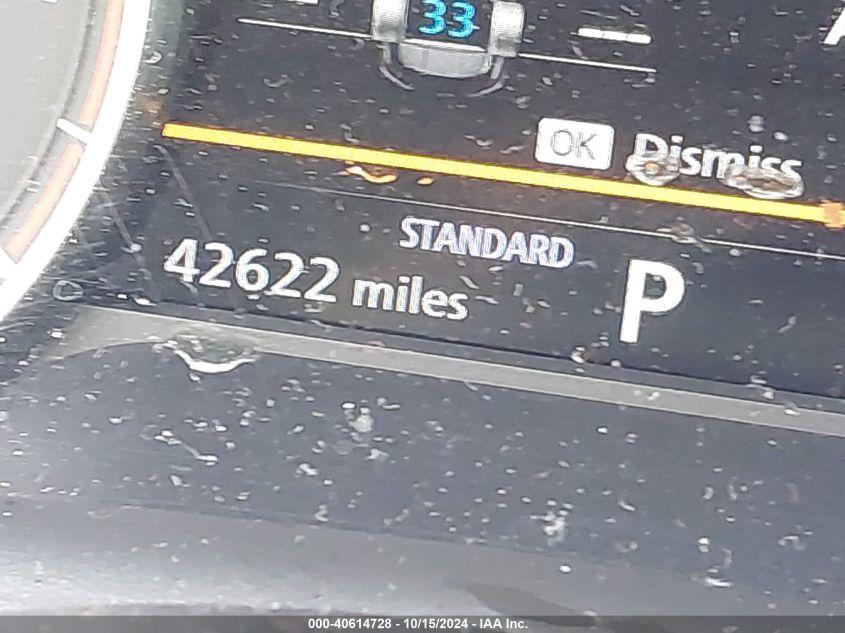 33
OK Dismiss
STANDARD
42622 miles P
000-40614728 - 10/15/2024 - IAA Inc.